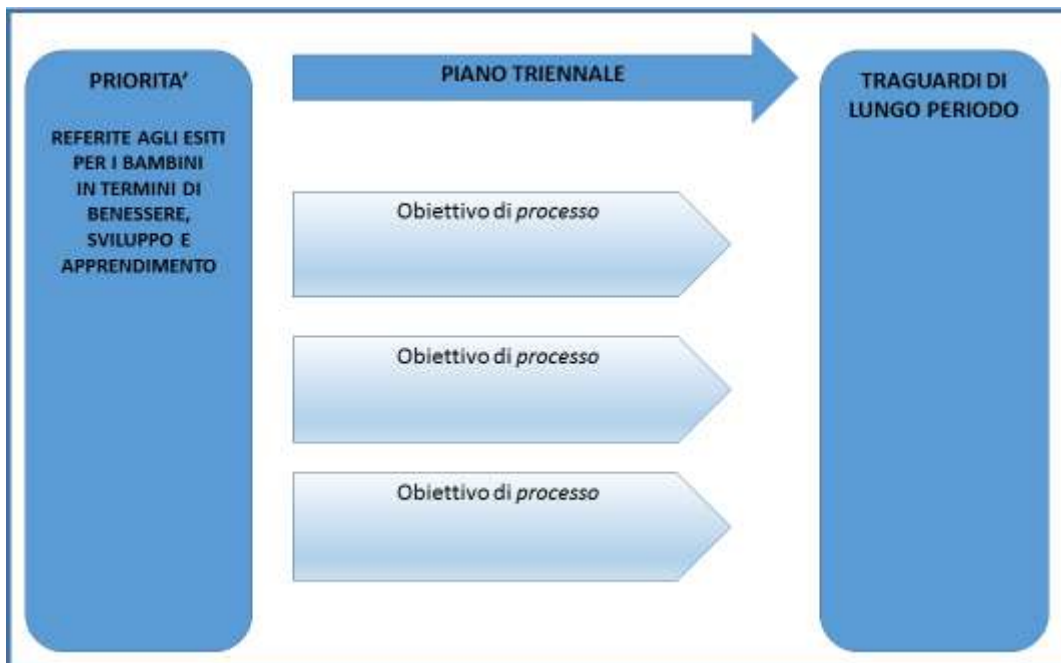 PRIORITA’
REFERITE AGLI ESITI
PER I BAMBINI
IN TERMINI DI
BENESSERE,
SVILUPPO E
APPRENDIMENTO
PIANO TRIENNALE
Obiettivo di processo
Obiettivo di processo
Obiettivo di processo
TRAGUARDI DI
LUNGO PERIODO